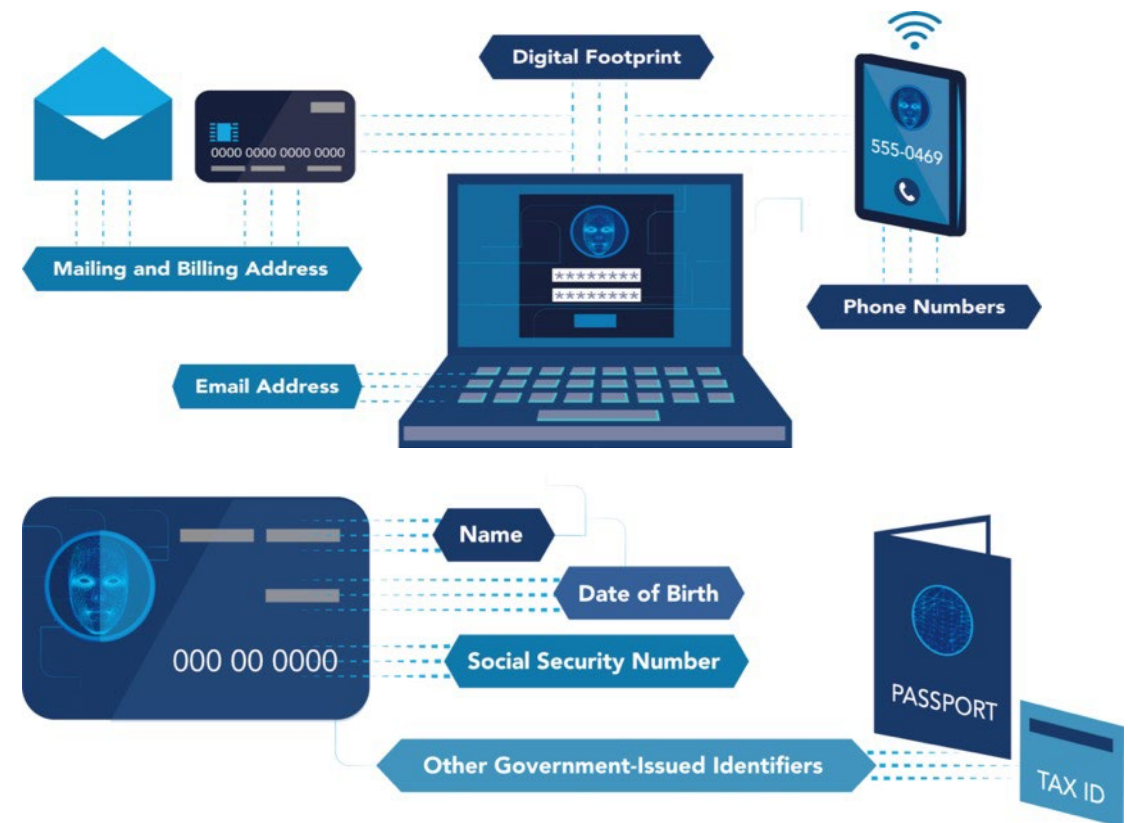 Digital Footprint
0000 0000 0000 0000
555-0469
Mailing and Billing Address
********
********
Phone Numbers
Email Address
Name
Date of Birth
000 00 0000
Social Security Number
PASSPORT
Other Government-Issued Identifiers
TAX ID